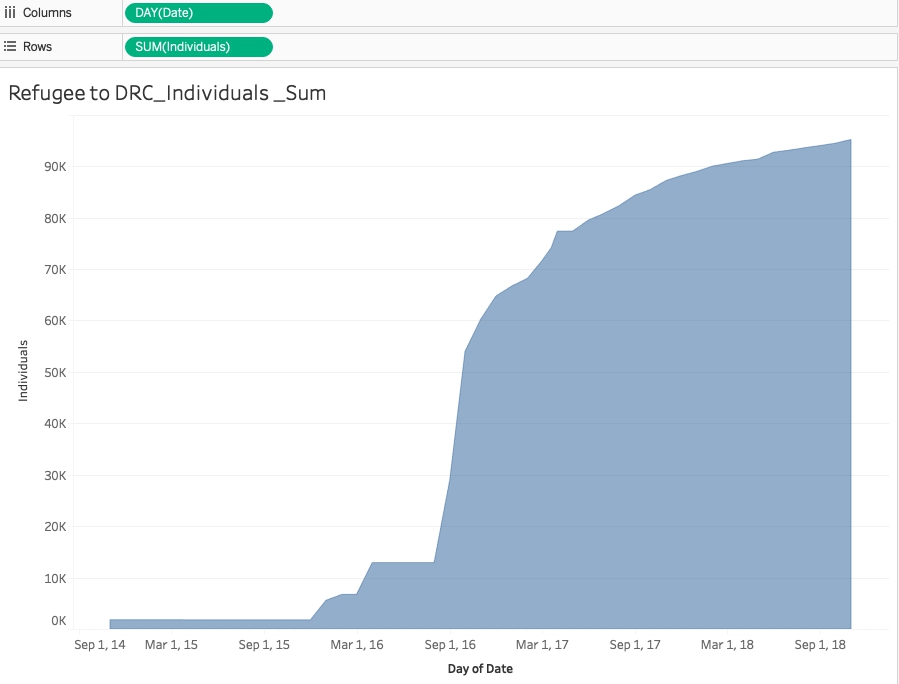 Columns DAY(Date)
Rows SUM(Individuals)
Refugee to DRC_Individuals _Sum
90K
80K
70K
60K
50K
40K
30K
20K
10K
0K
Individuals
Sep 1, 14 Mar 1, 15 Sep 1, 15 Mar 1, 16 Sep 1, 16 Mar 1, 17 Sep 1, 17 Mar 1, 18 Sep 1, 18
Day of Date